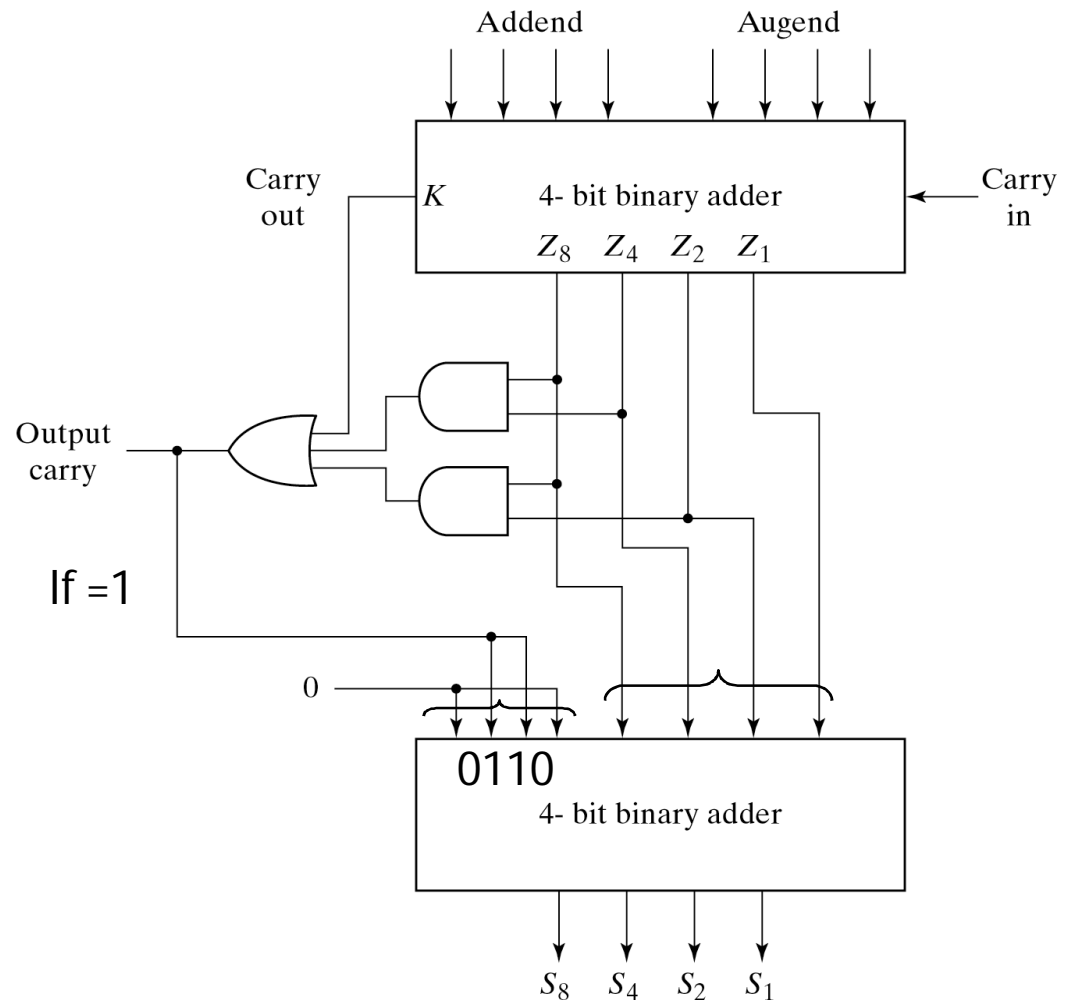 Addend Augend
Carry
out
K
4- bit binary adder
Carry
in
Z8 Z4 Z2 Z1
Output
carry
If =1
0
0110
4- bit binary adder
S8 S4 S2 S1